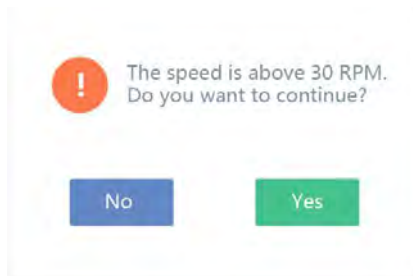 !
The speed is above 30 RPM.
Do you want to continue?
No Yes